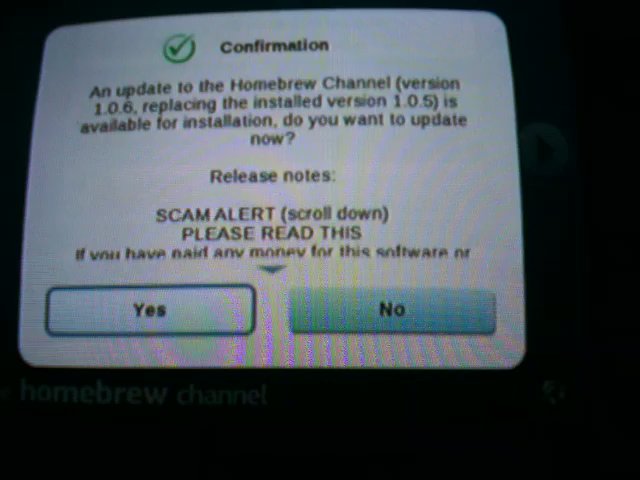 Confirmation
An update to the Homebrew Channel (version
1.0.6, replacing the installed version 1.0.5) is
available for installation, do you want to update
now?
Release notes:
SCAM ALERT (scroll down)
PLEASE READ THIS
If you have paid any money for this software or
Yes
No
homebrew channel